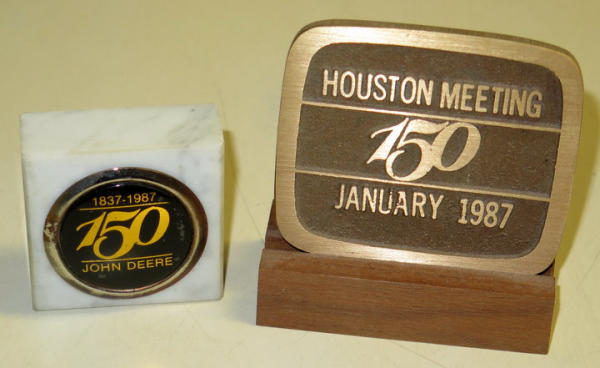 1837-1987
150
JOHN DEERE
HOUSTON MEETING
150
JANUARY 1987